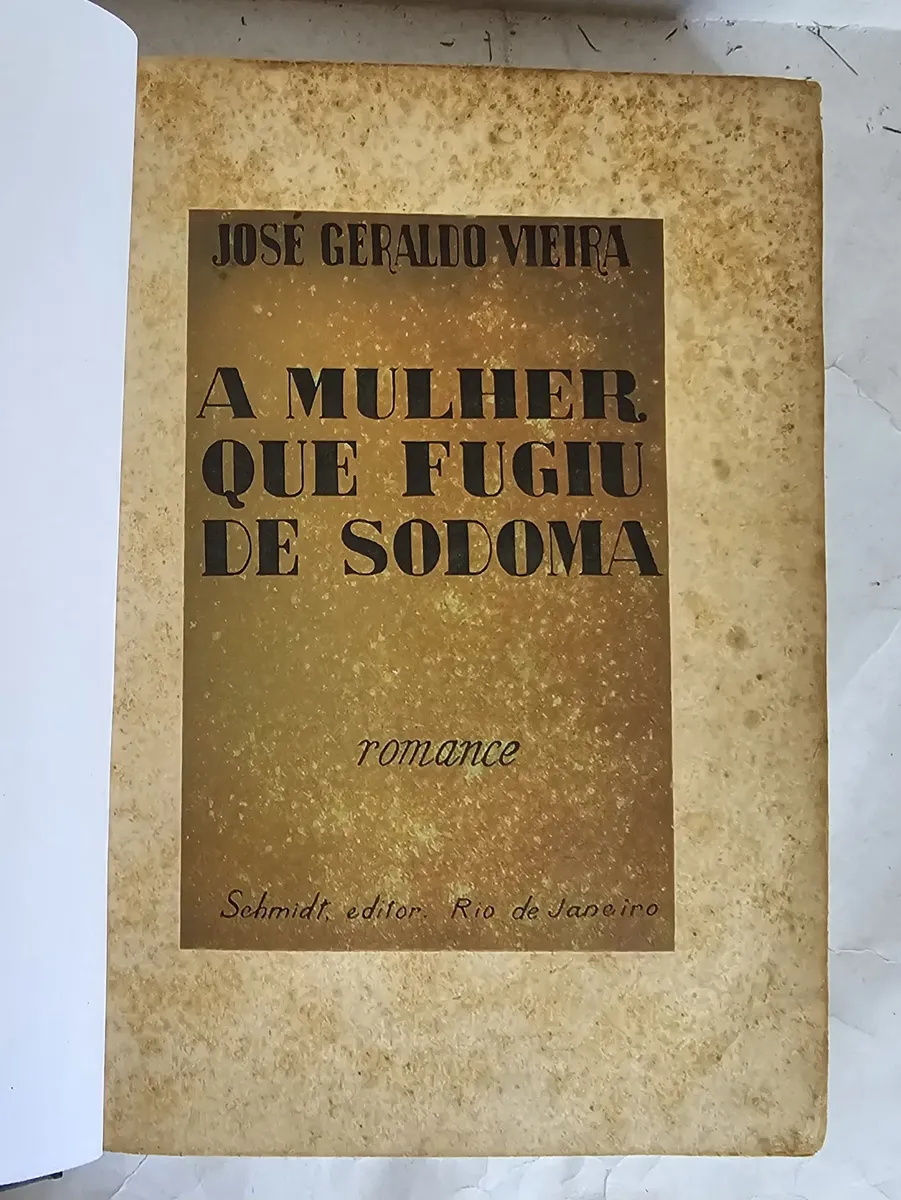 JOSÉ GERALDO VIEIRA
A MULHER
QUE FUGIU
DE SODOMA
romance
Schmidt, editor. Rio de Janeiro